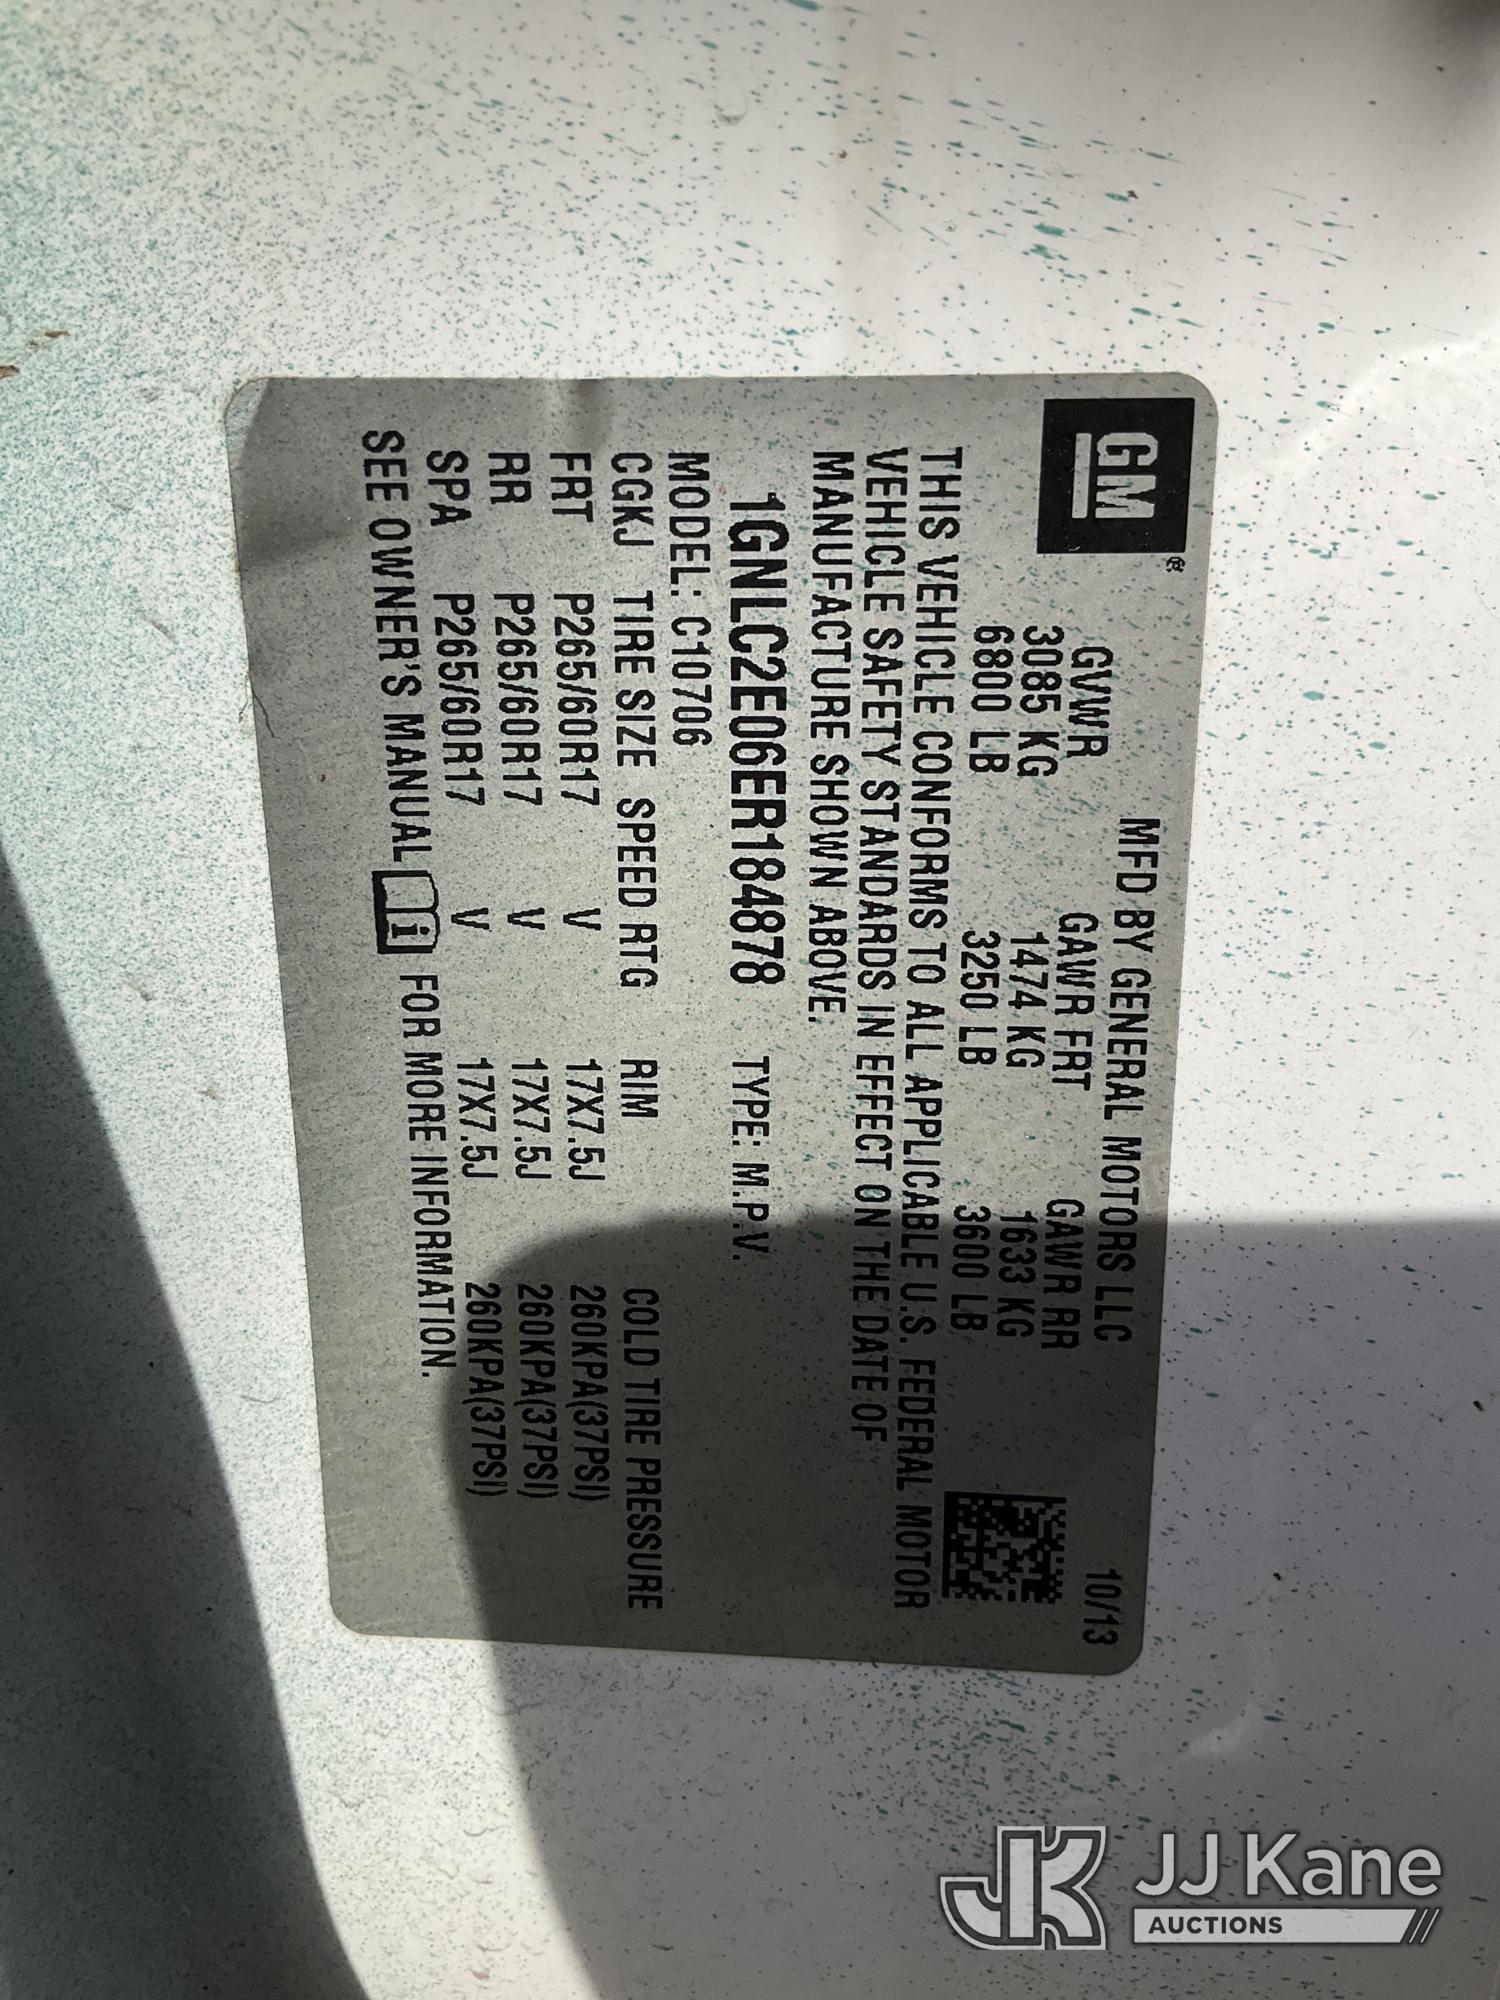 GM®
MFD BY GENERAL MOTORS LLC 10/13
GVWR GAWR FRT GAWR RR
3085 KG 1474 KG 1633 KG
6800 LB 3250 LB 3600 LB
THIS VEHICLE CONFORMS TO ALL APPLICABLE U.S. FEDERAL MOTOR
VEHICLE SAFETY STANDARDS IN EFFECT ON THE DATE OF
MANUFACTURE SHOWN ABOVE.
1GNLC2E06ER184878 TYPE: M.P.V.
MODEL: C10706
CGKJ TIRE SIZE SPEED RTG RIM COLD TIRE PRESSURE
FRT P265/60R17 V 17X7.5J 260KPA(37PSI)
RR P265/60R17 V 17X7.5J 260KPA(37PSI)
SPA P265/60R17 V 17X7.5J 260KPA(37PSI)
SEE OWNER'S MANUAL i FOR MORE INFORMATION.
JK JJ Kane
AUCTIONS